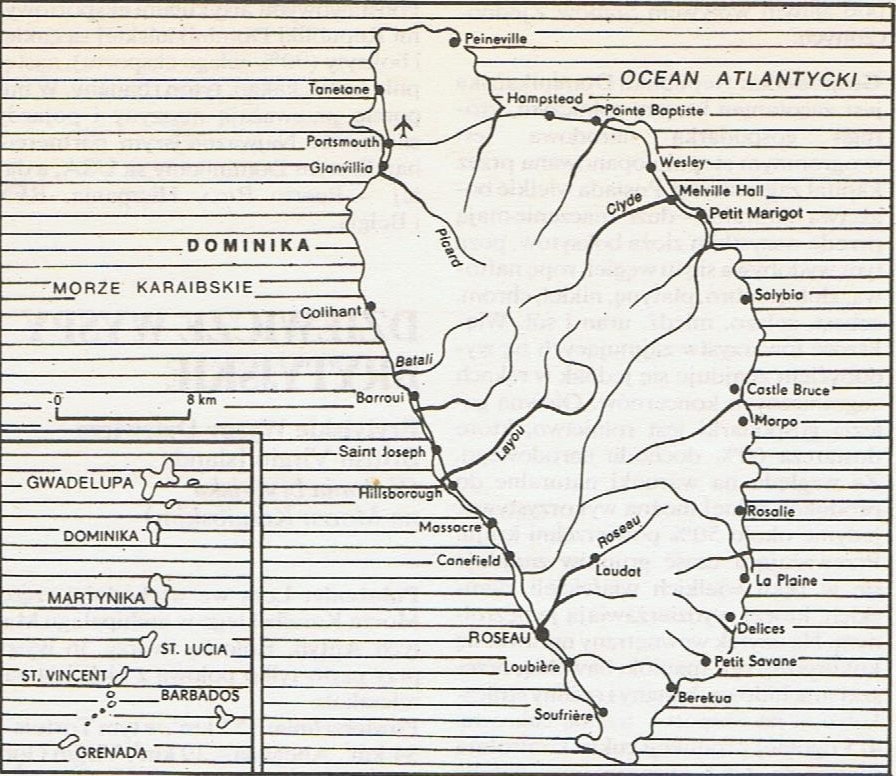 Peineville
OCEAN ATLANTYCKI
Tanetane
Hampstead
Pointe Baptiste
Portsmouth
Glanvillia
Wesley
Melville Hall
Clyde
Petit Marigot
Picard
DOMINIKA
MORZE KARAIBSKIE
Salybia
Colihant
Batali
0 8 km
Barroui
Castle Bruce
Morpo
Layou
Saint Joseph
GWADELUPA
Hillsborough
Rosalie
Massacre
DOMINIKA
Roseau
Canefield
Laudat
La Plaine
MARTYNIKA
Delices
ROSEAU
ST. LUCIA
Loubière
Petit Savane
ST. VINCENT
BARBADOS
Berekua
Soufrière
GRENADA